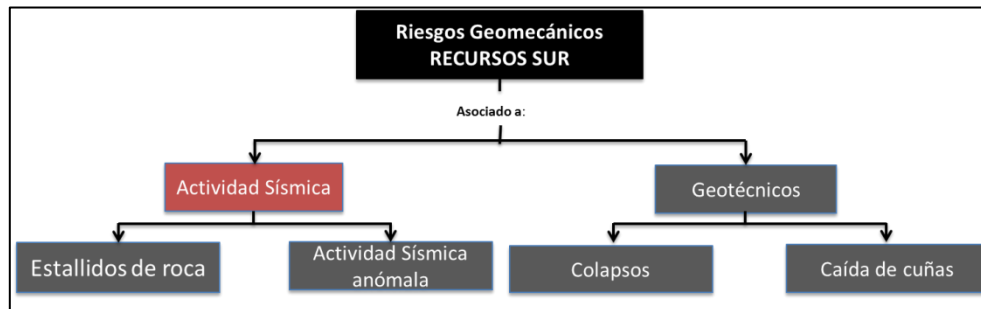 Riesgos Geomecánicos
RECURSOS SUR
Asociado a:
Actividad Sísmica
Geotécnicos
Estallidos de roca
Actividad Sísmica
anómala
Colapsos
Caída de cuñas